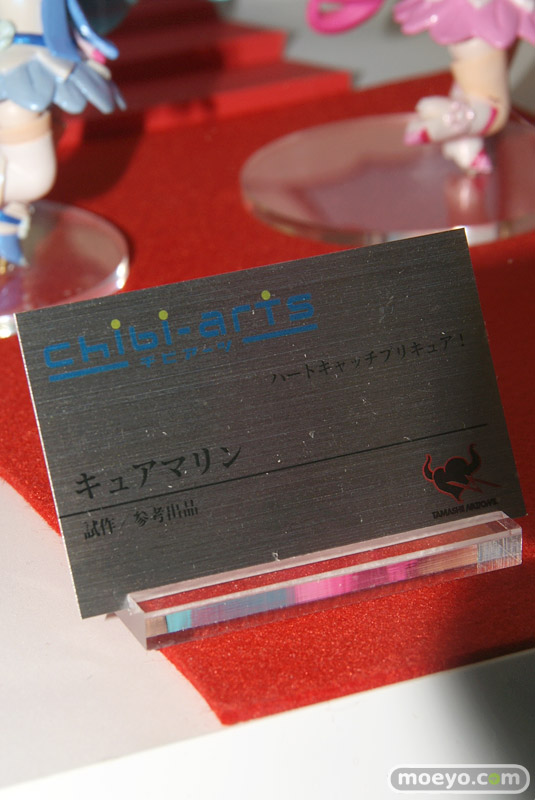 chibi-arts
チビアーツ
ハートキャッチプリキュア！
キュアマリン
試作／参考出品
TAMASHII NATIONS
moeyo.com